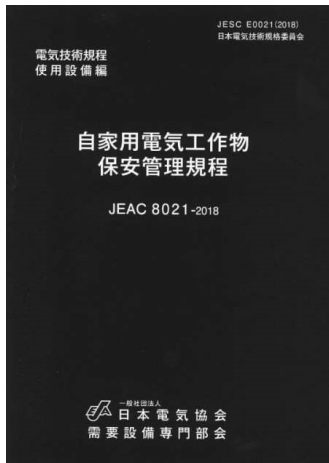 JESC E0021(2018)
日本電気技術規格委員会
電気技術規程
使用設備編
自家用電気工作物
保安管理規程
JEAC 8021-2018
一般社団法人
日本電気協会
需要設備専門部会